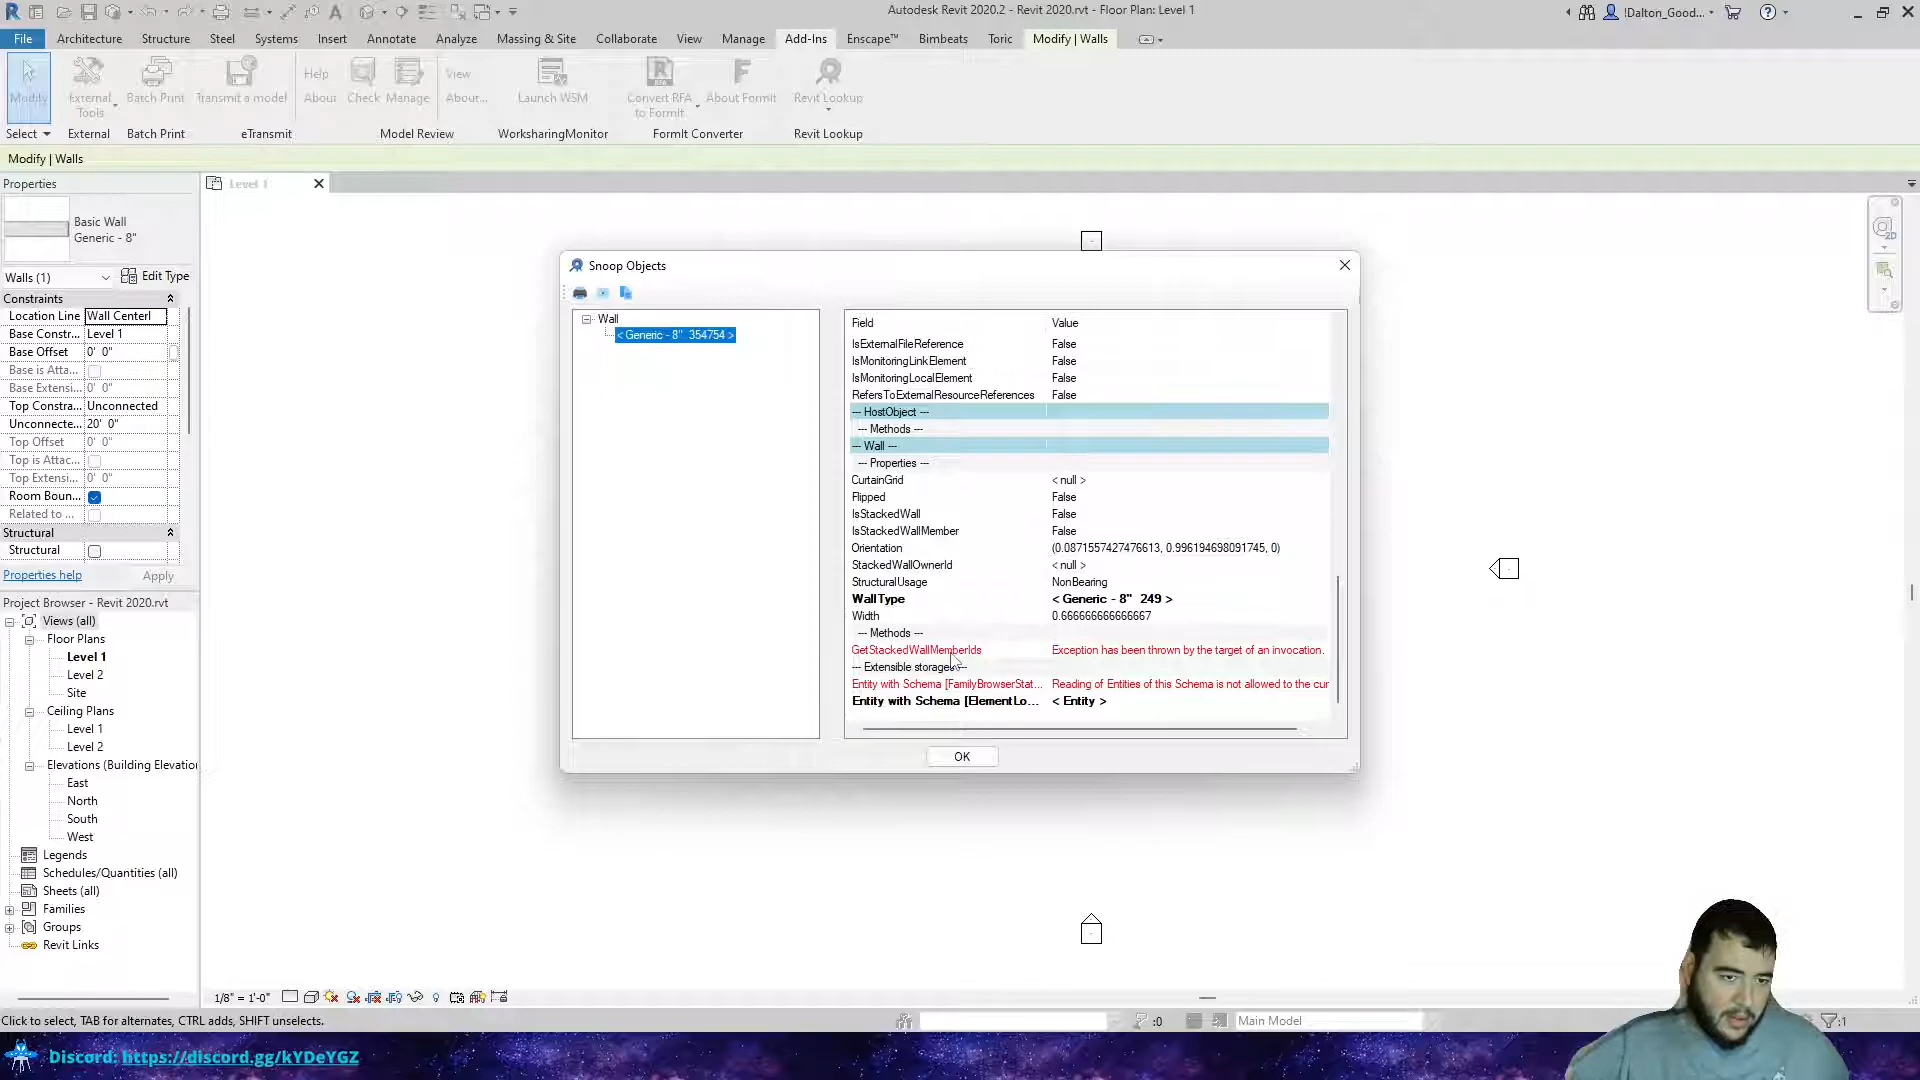 Autodesk Revit 2020.2 - Revit 2020.rvt - Floor Plan: Level 1
!Dalton_Good...
File Architecture Structure Steel Systems Insert Annotate Analyze Massing & Site Collaborate View Manage Add-Ins Enscape™ Bimbeats Toric Modify | Walls
Modify
External Tools
Batch Print
Transmit a model
Help
About
Check
Manage
View
About...
Launch WSM
Convert RFA to FormIt
About FormIt
Revit Lookup
Select External Batch Print eTransmit Model Review WorksharingMonitor FormIt Converter Revit Lookup
Modify | Walls
Properties
Level 1
Basic Wall
Generic - 8"
Walls (1)
Edit Type
Constraints
Location Line Wall Centerl
Base Constr... Level 1
Base Offset 0' 0"
Base is Atta...
Base Extensi... 0' 0"
Top Constra... Unconnected
Unconnecte... 20' 0"
Top Offset 0' 0"
Top is Attac...
Top Extensi... 0' 0"
Room Boun...
Related to ...
Structural
Structural
Properties help
Apply
Project Browser - Revit 2020.rvt
Views (all)
Floor Plans
Level 1
Level 2
Site
Ceiling Plans
Level 1
Level 2
Elevations (Building Elevation
East
North
South
West
Legends
Schedules/Quantities (all)
Sheets (all)
Families
Groups
Revit Links
Snoop Objects
Wall
< Generic - 8" 354754 >
Field Value
IsExternalFileReference False
IsMonitoringLinkElement False
IsMonitoringLocalElement False
RefersToExternalResourceReferences False
--- HostObject ---
--- Methods ---
--- Wall ---
--- Properties ---
CurtainGrid < null >
Flipped False
IsStackedWall False
IsStackedWallMember False
Orientation (0.0871557427476613, 0.996194698091745, 0)
StackedWallOwnerId < null >
StructuralUsage NonBearing
WallType < Generic - 8" 249 >
Width 0.666666666666667
--- Methods ---
GetStackedWallMemberIds Exception has been thrown by the target of an invocation.
--- Extensible storages ---
Entity with Schema [FamilyBrowserStat... Reading of Entities of this Schema is not allowed to the cur
Entity with Schema [ElementLo... < Entity >
OK
2D
1/8" = 1'-0"
Click to select, TAB for alternates, CTRL adds, SHIFT unselects.
:0
Main Model
:1
Discord: https://discord.gg/kYDeYGZ